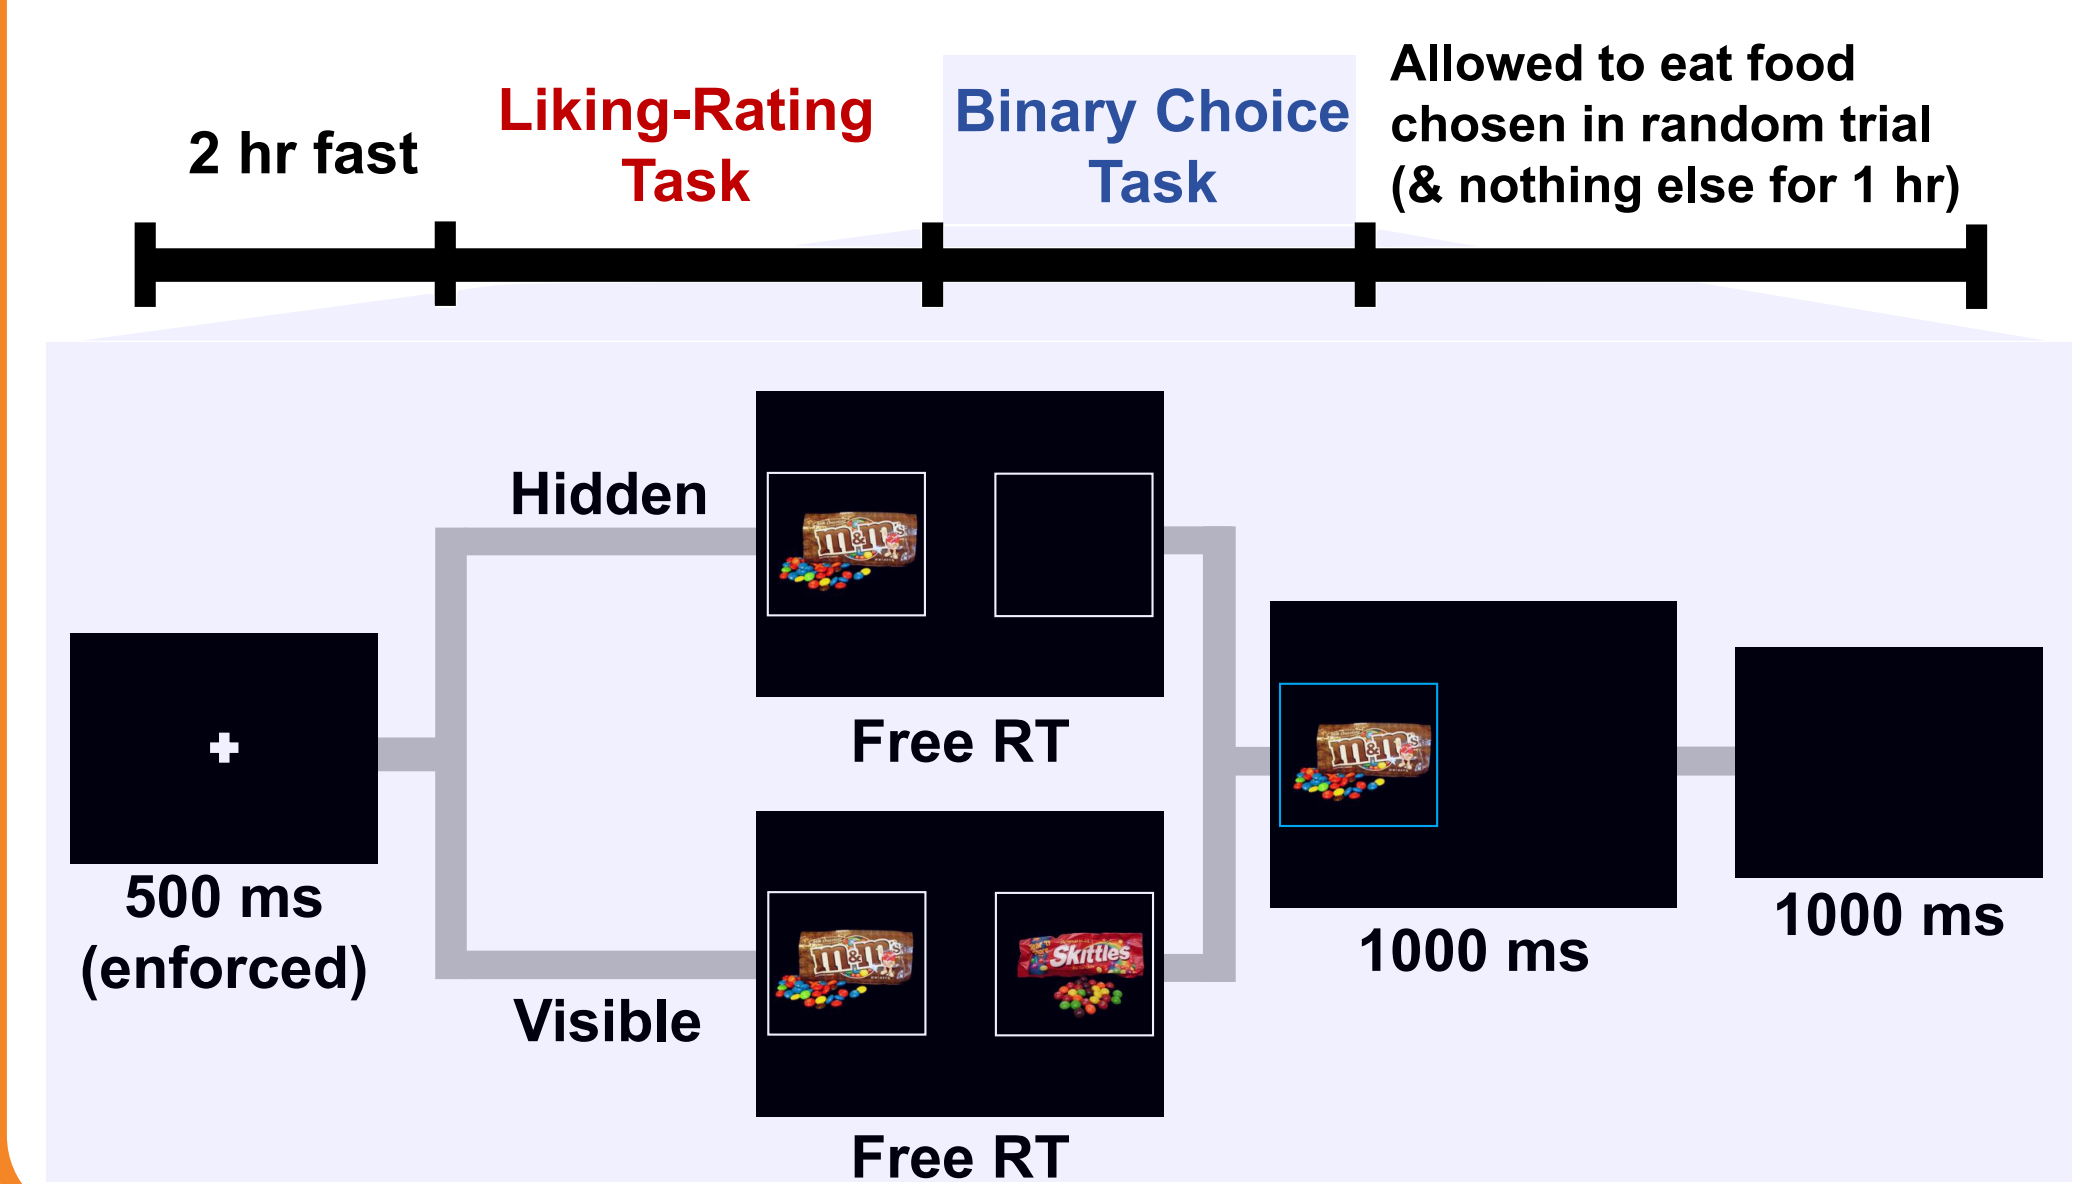 2 hr fast
Liking-Rating
Task
Binary Choice
Task
Allowed to eat food
chosen in random trial
(& nothing else for 1 hr)
Hidden
m&m's
Free RT
500 ms
(enforced)
Visible
m&m's
Skittles
Free RT
m&m's
1000 ms
1000 ms